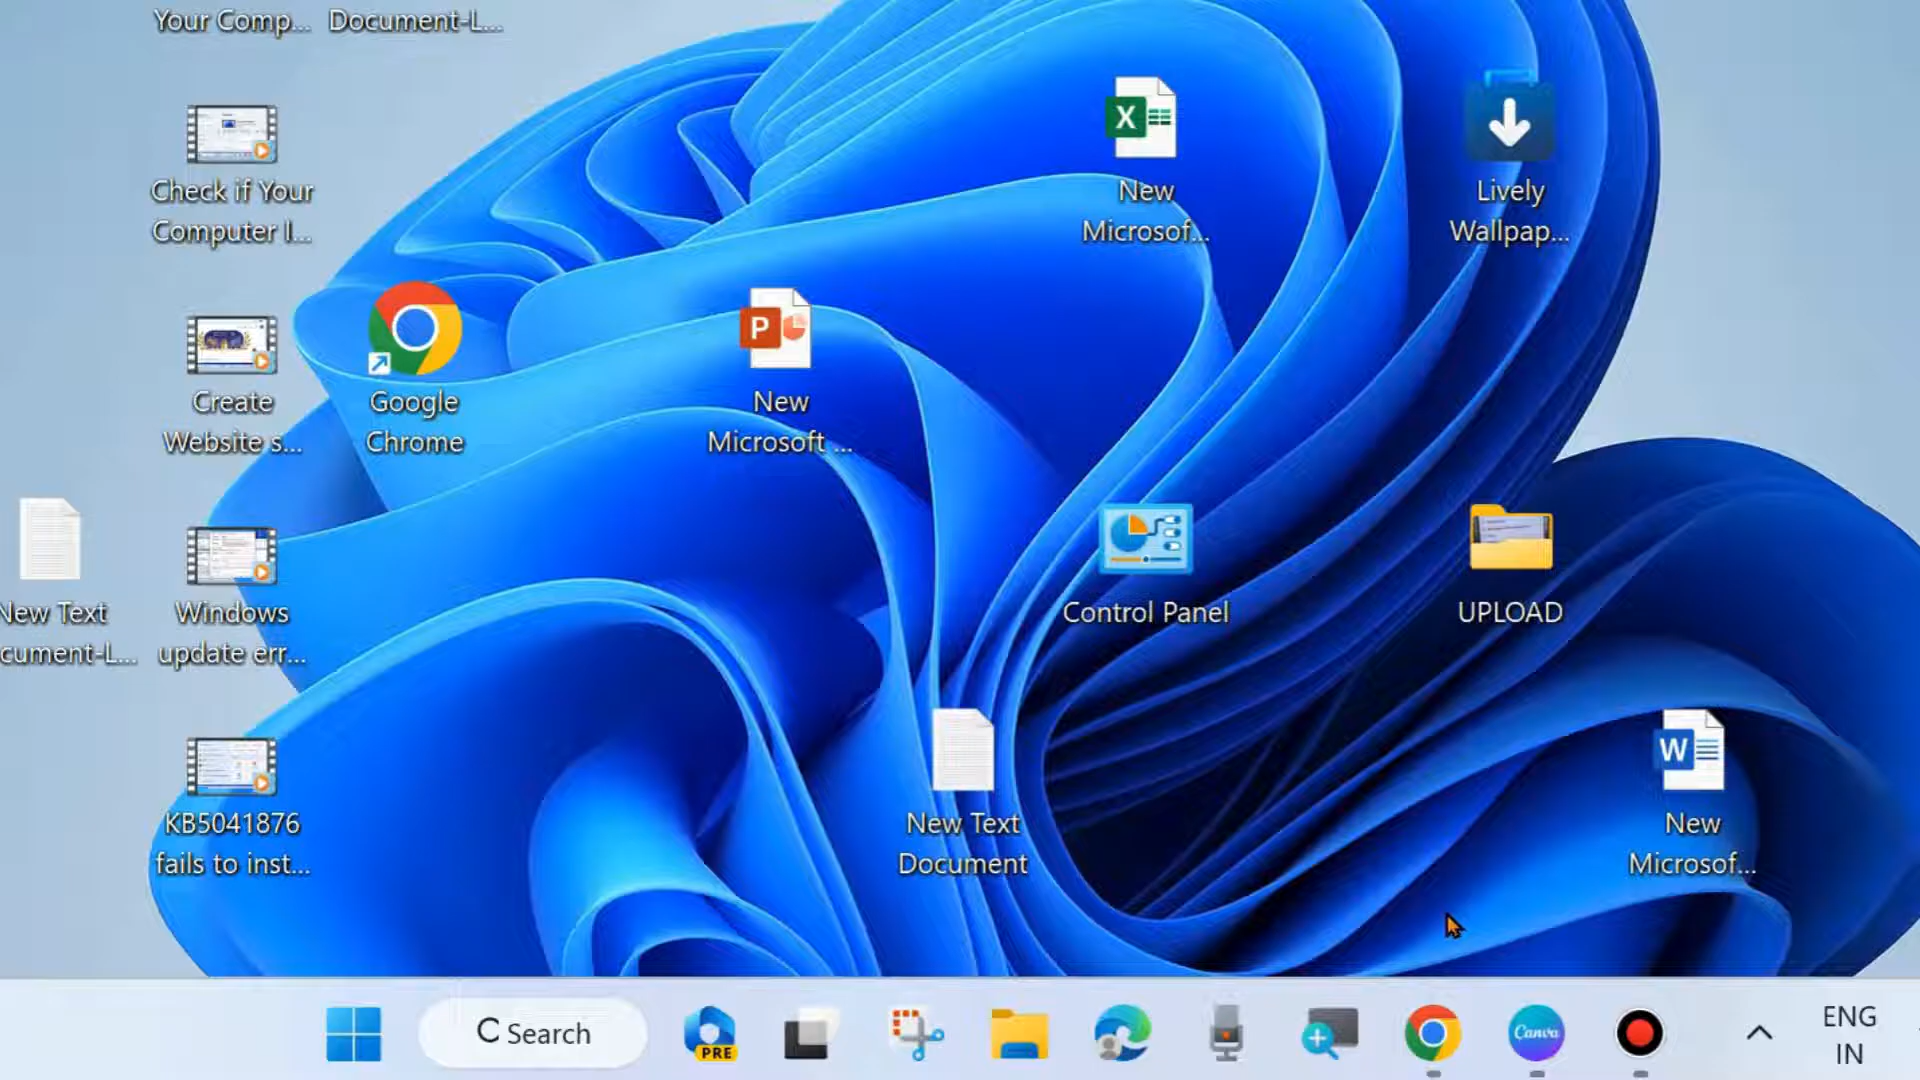 Your Comp...
Document-L...
Check if Your
Computer I...
New
Microsof...
Lively
Wallpap...
Create
Website s...
Google
Chrome
New
Microsoft ...
New Text
cument-L...
Windows
update err...
Control Panel
UPLOAD
KB5041876
fails to inst...
New Text
Document
New
Microsof...
Search
PRE
Canva
ENG
IN